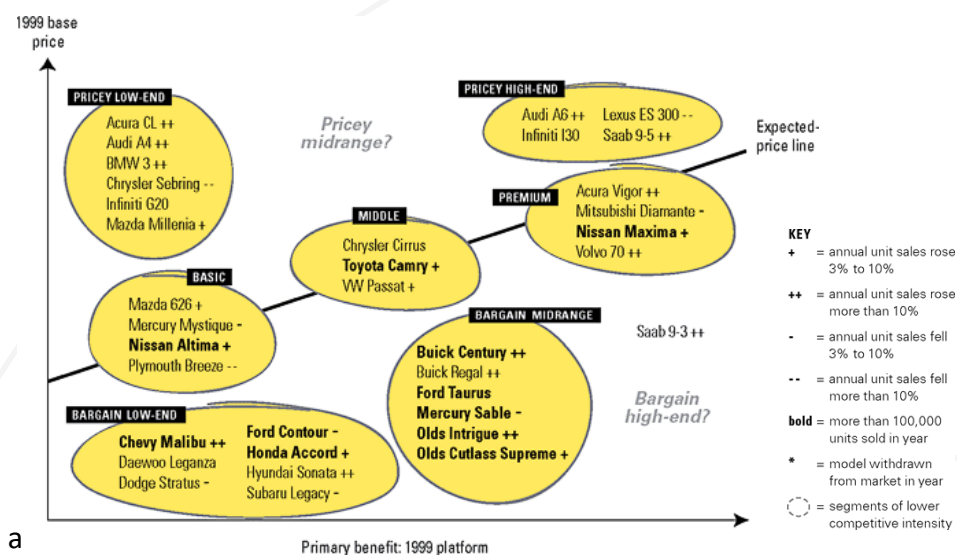 1999 base
price
PRICEY LOW-END
Acura CL ++
Audi A4 ++
BMW 3 ++
Chrysler Sebring --
Infiniti G20
Mazda Millenia +
Pricey
midrange?
PRICEY HIGH-END
Audi A6 ++ Lexus ES 300 --
Infiniti I30 Saab 9-5 ++
Expected-
price line
PREMIUM
Acura Vigor ++
Mitsubishi Diamante -
Nissan Maxima +
Volvo 70 ++
MIDDLE
Chrysler Cirrus
Toyota Camry +
VW Passat +
BASIC
Mazda 626 +
Mercury Mystique -
Nissan Altima +
Plymouth Breeze --
BARGAIN MIDRANGE
Buick Century ++
Buick Regal ++
Ford Taurus
Mercury Sable -
Olds Intrigue ++
Olds Cutlass Supreme +
Saab 9-3 ++
Bargain
high-end?
BARGAIN LOW-END
Chevy Malibu ++
Daewoo Leganza
Dodge Stratus -
Ford Contour -
Honda Accord +
Hyundai Sonata ++
Subaru Legacy -
KEY
+ = annual unit sales rose
3% to 10%
++ = annual unit sales rose
more than 10%
- = annual unit sales fell
3% to 10%
-- = annual unit sales fell
more than 10%
bold = more than 100,000
units sold in year
* = model withdrawn
from market in year
= segments of lower
competitive intensity
a
Primary benefit: 1999 platform